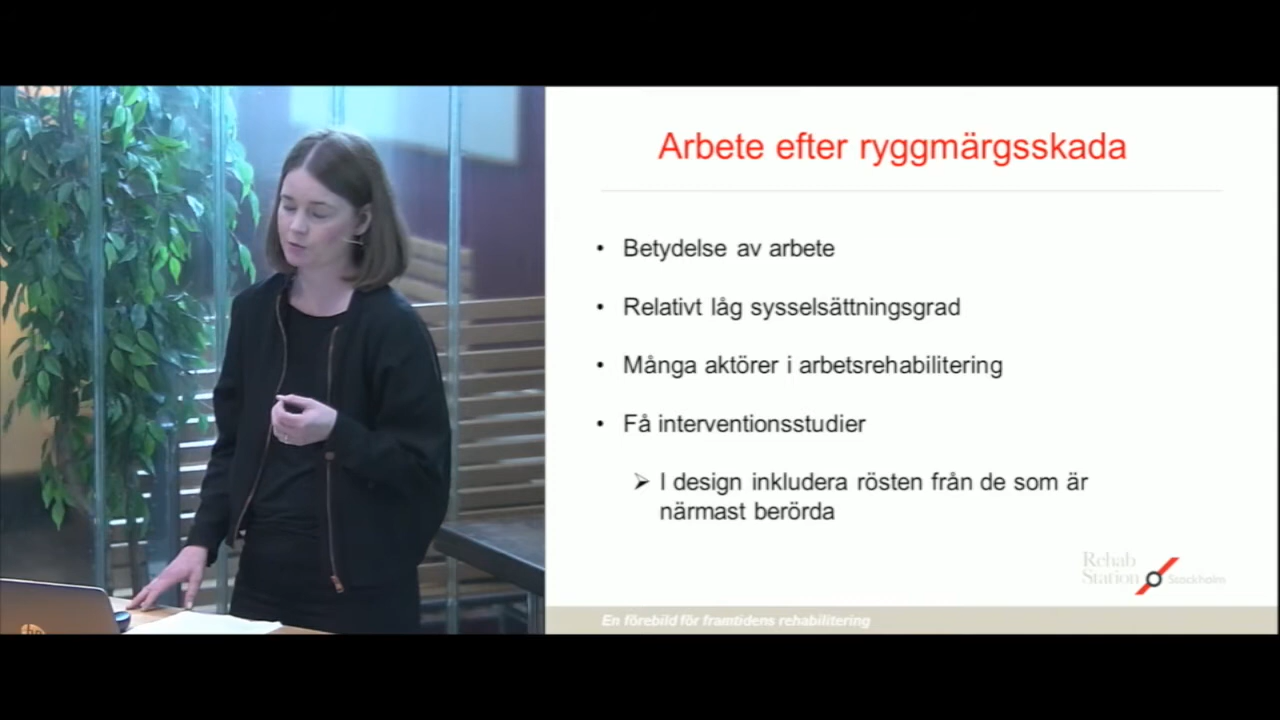 Arbete efter ryggmärgsskada
• Betydelse av arbete
• Relativt låg sysselsättningsgrad
• Många aktörer i arbetsrehabilitering
• Få interventionsstudier
➢ I design inkludera rösten från de som är
närmast berörda
Rehab
Station Stockholm
En förebild för framtidens rehabilitering
hp